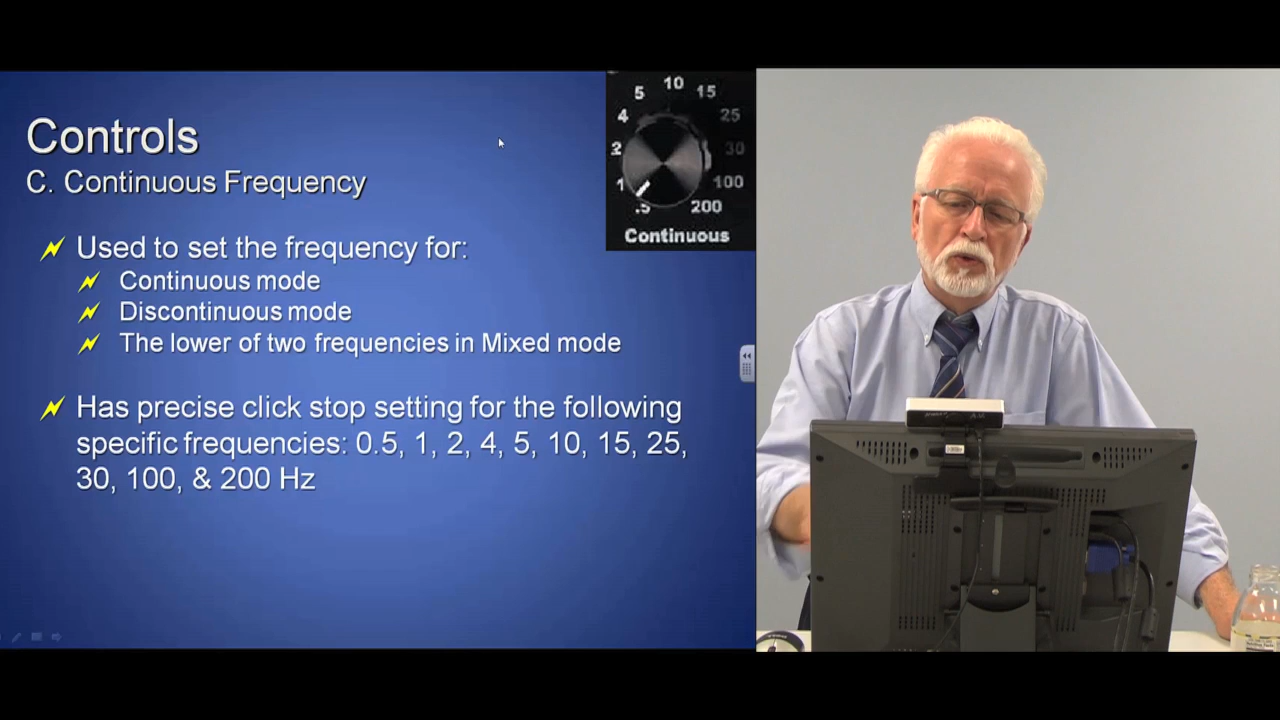 Controls
C. Continuous Frequency
Used to set the frequency for:
Continuous mode
Discontinuous mode
The lower of two frequencies in Mixed mode
Has precise click stop setting for the following
specific frequencies: 0.5, 1, 2, 4, 5, 10, 15, 25,
30, 100, & 200 Hz
10
5 15
4 25
2 30
1 100
.5 200
Continuous